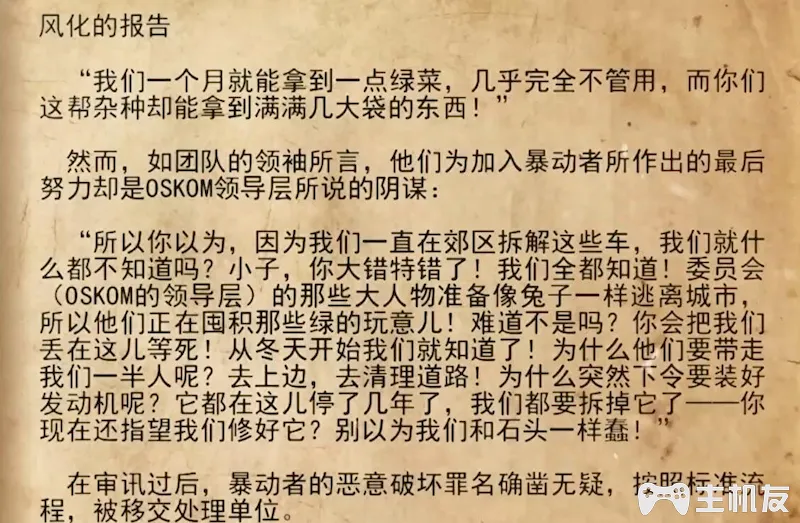 风化的报告
“我们一个月就能拿到一点绿菜，几乎完全不管用，而你们
这帮杂种却能拿到满满几大袋的东西！”
然而，如团队的领袖所言，他们为加入暴动者所作出的最后
努力却是OSKOM领导层所说的阴谋：
“所以你以为，因为我们一直在郊区拆解这些车，我们就什
么都不知道吗？小子，你大错特错了！我们全都知道！委员会
（OSKOM的领导层）的那些大人物准备像兔子一样逃离城市，
所以他们正在囤积那些绿的玩意儿！难道不是吗？你会把我们
丢在这儿等死！从冬天开始我们就知道了！为什么他们要带走
我们一半人呢？去上边，去清理道路！为什么突然下令要装好
发动机呢？它都在这儿停了几年了，我们都要拆掉它了——你
现在还指望我们修好它？别以为我们和石头一样蠢！”
在审讯过后，暴动者的恶意破坏罪名确凿无疑，按照标准流
程，被移交处理单位。
主机友